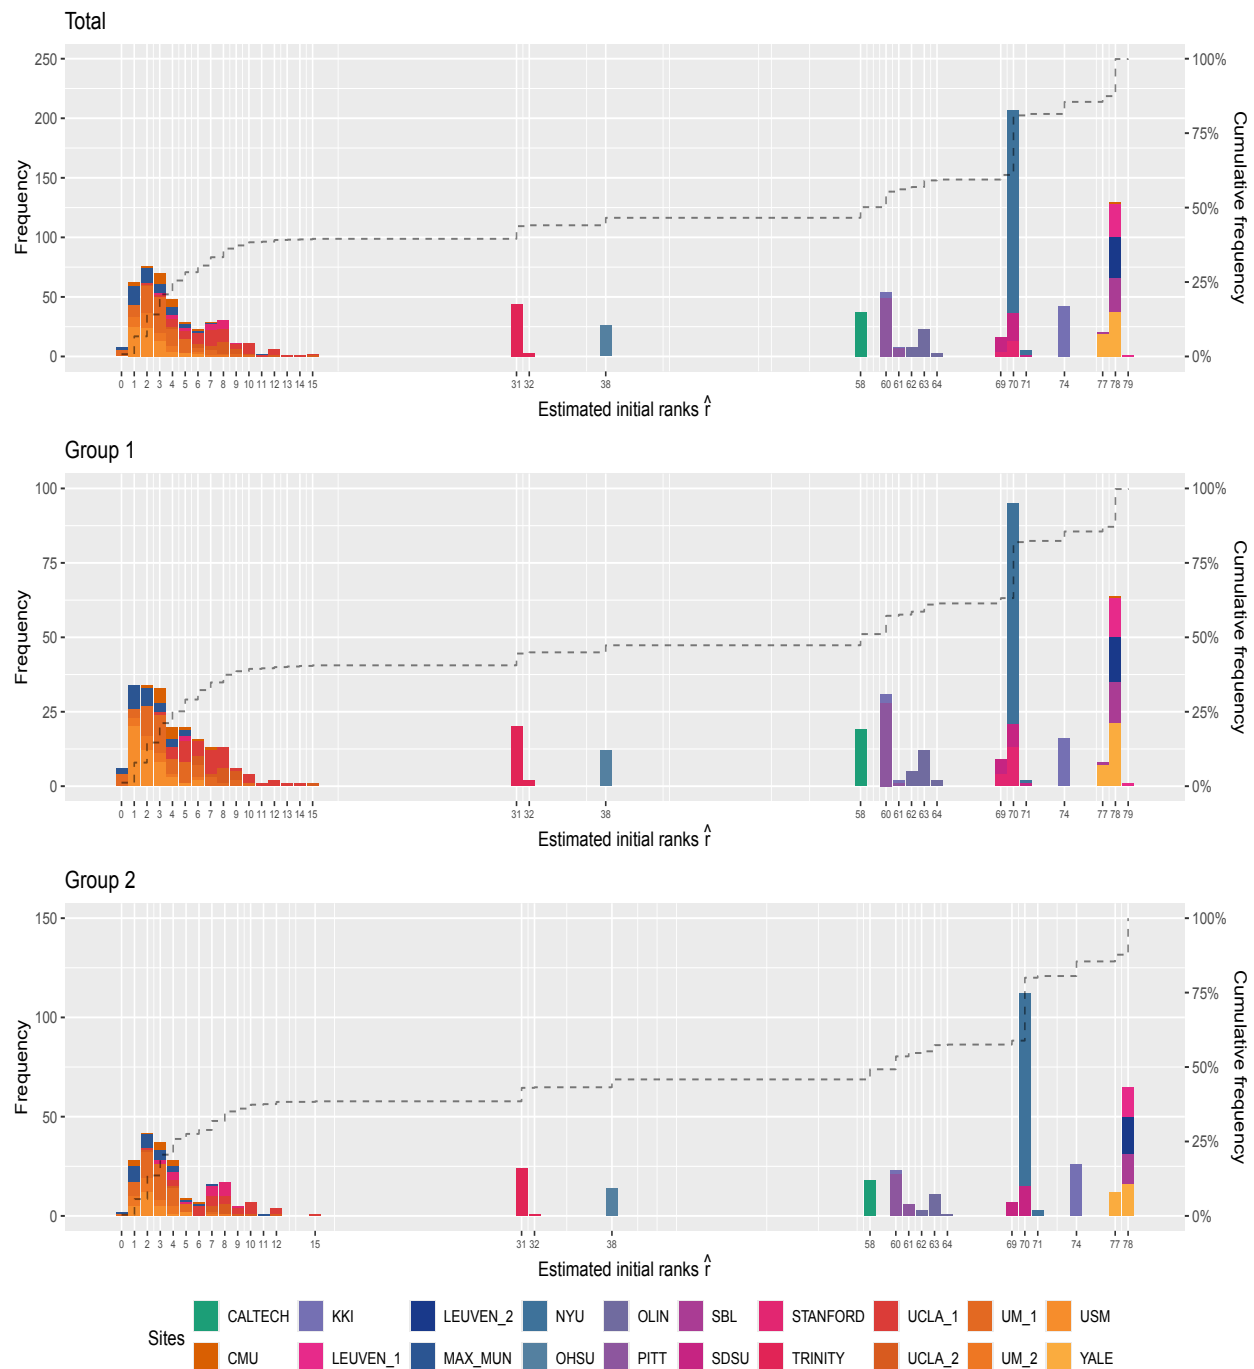 Total
250
200
150
100
50
0
100%
75%
50%
25%
0%
Frequency
Cumulative frequency
0 1 2 3 4 5 6 7 8 9 10 11 12 13 14 15 31 32 38 58 60 61 62 63 64 69 70 71 74 77 78 79
Estimated initial ranks r̂
Group 1
100
75
50
25
0
100%
75%
50%
25%
0%
Frequency
Cumulative frequency
0 1 2 3 4 5 6 7 8 9 10 11 12 13 14 15 31 32 38 58 60 61 62 63 64 69 70 71 74 77 78 79
Estimated initial ranks r̂
Group 2
150
100
50
0
100%
75%
50%
25%
0%
Frequency
Cumulative frequency
0 1 2 3 4 5 6 7 8 9 10 11 12 15 31 32 38 58 60 61 62 63 64 69 70 71 74 77 78
Estimated initial ranks r̂
Sites
CALTECH KKI LEUVEN_2 NYU OLIN SBL STANFORD UCLA_1 UM_1 USM
CMU LEUVEN_1 MAX_MUN OHSU PITT SDSU TRINITY UCLA_2 UM_2 YALE